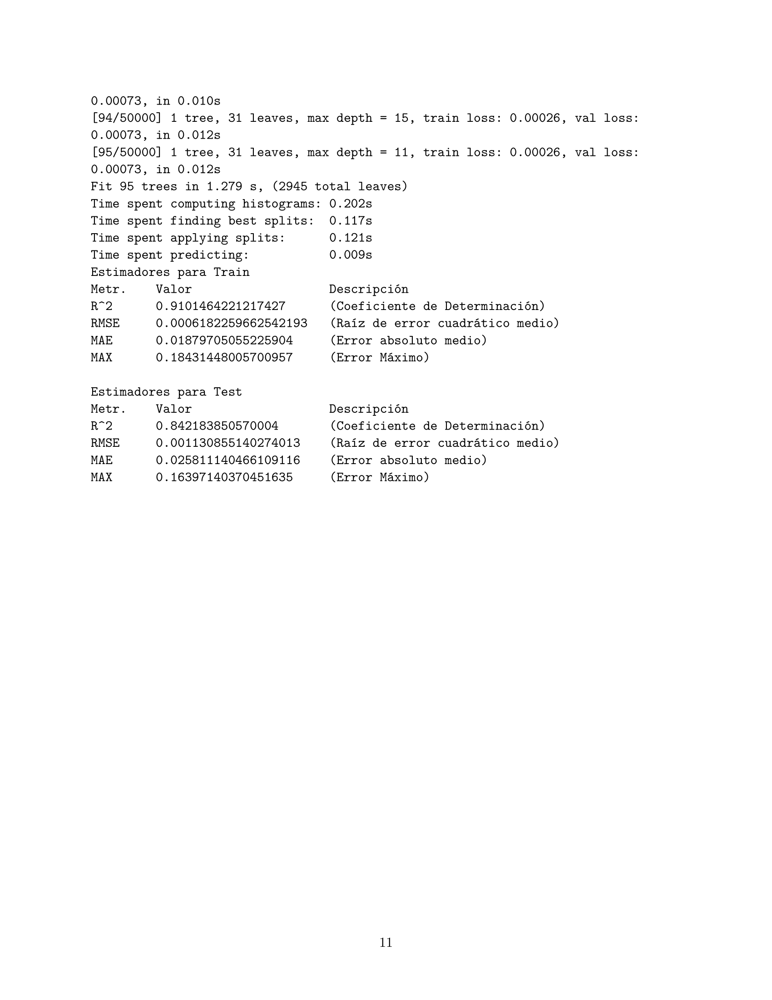 0.00073, in 0.010s
[94/50000] 1 tree, 31 leaves, max depth = 15, train loss: 0.00026, val loss:
0.00073, in 0.012s
[95/50000] 1 tree, 31 leaves, max depth = 11, train loss: 0.00026, val loss:
0.00073, in 0.012s
Fit 95 trees in 1.279 s, (2945 total leaves)
Time spent computing histograms: 0.202s
Time spent finding best splits:  0.117s
Time spent applying splits:      0.121s
Time spent predicting:           0.009s
Estimadores para Train
Metr.    Valor                   Descripción
R^2      0.9101464221217427      (Coeficiente de Determinación)
RMSE     0.0006182259662542193   (Raíz de error cuadrático medio)
MAE      0.01879705055225904     (Error absoluto medio)
MAX      0.18431448005700957     (Error Máximo)
Estimadores para Test
Metr.    Valor                   Descripción
R^2      0.842183850570004       (Coeficiente de Determinación)
RMSE     0.001130855140274013    (Raíz de error cuadrático medio)
MAE      0.025811140466109116    (Error absoluto medio)
MAX      0.16397140370451635     (Error Máximo)
11